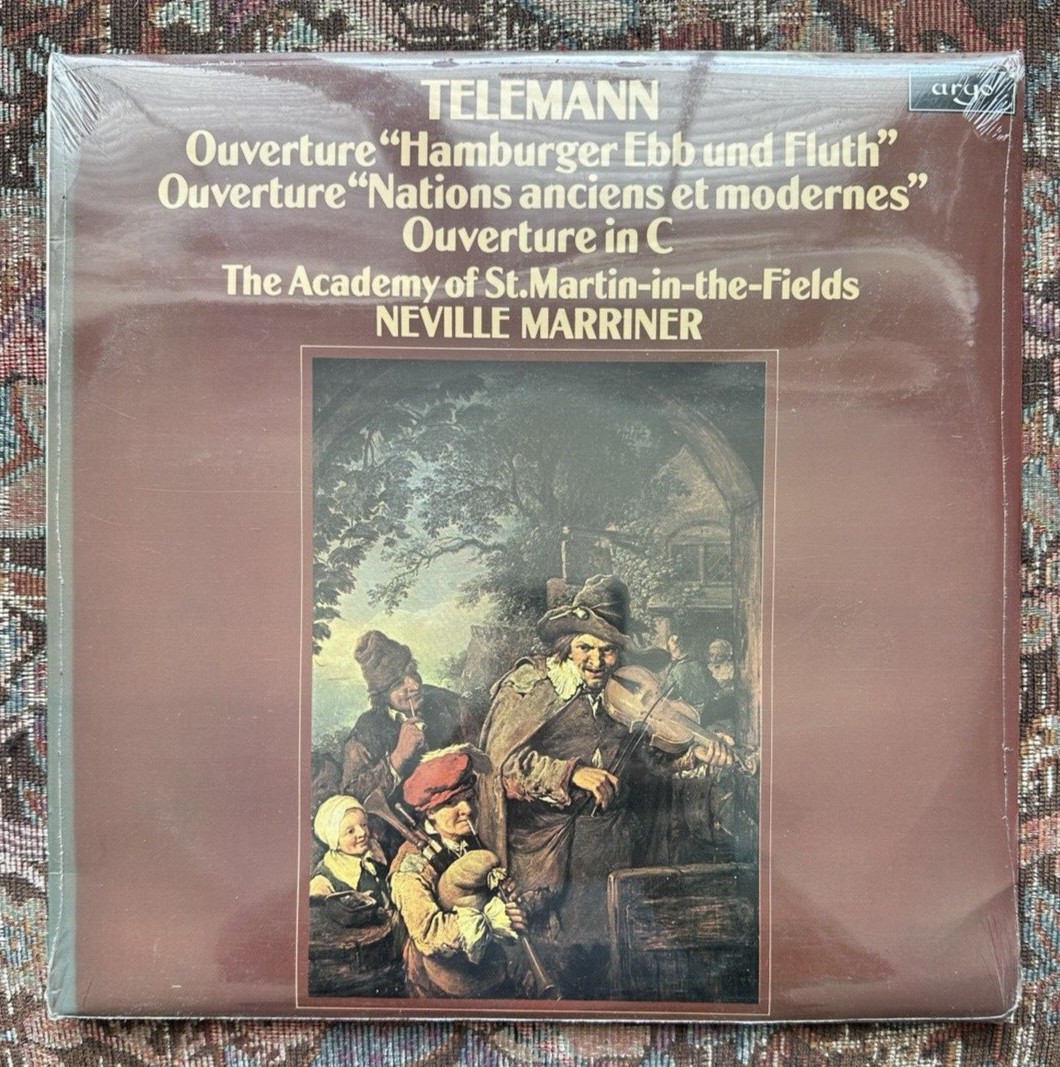 TELEMANN
argo
Ouverture “Hamburger Ebb und Fluth”
Ouverture “Nations anciens et modernes”
Ouverture in C
The Academy of St.Martin-in-the-Fields
NEVILLE MARRINER